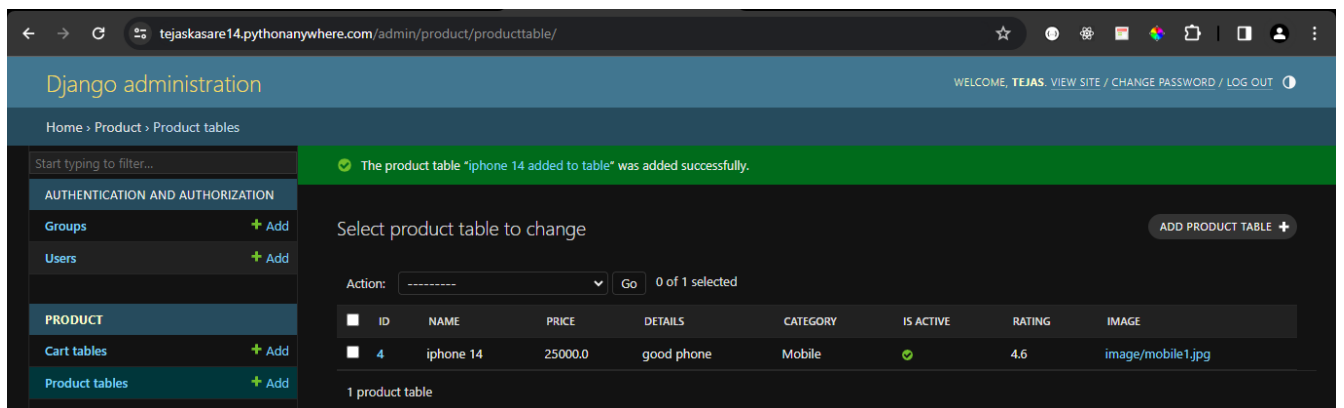 tejaskasare14.pythonanywhere.com/admin/product/producttable/
Django administration
WELCOME, TEJAS. VIEW SITE / CHANGE PASSWORD / LOG OUT
Home › Product › Product tables
Start typing to filter...
The product table “iphone 14 added to table” was added successfully.
AUTHENTICATION AND AUTHORIZATION
Groups + Add
Users + Add
Select product table to change
ADD PRODUCT TABLE +
Action: --------- Go 0 of 1 selected
PRODUCT
Cart tables + Add
Product tables + Add
ID NAME PRICE DETAILS CATEGORY IS ACTIVE RATING IMAGE
4 iphone 14 25000.0 good phone Mobile 4.6 image/mobile1.jpg
1 product table